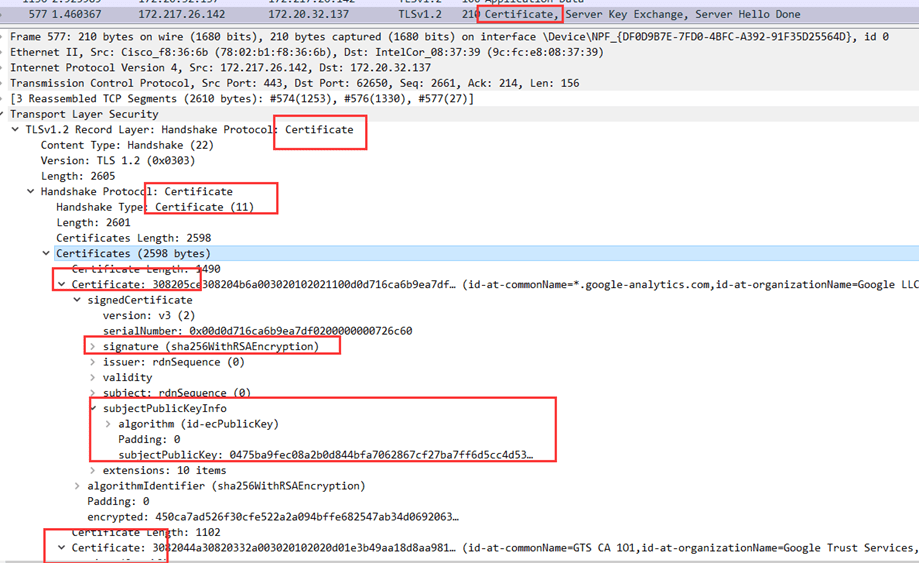 577 1.460367 172.217.26.142 172.20.32.137 TLSv1.2 210 Certificate, Server Key Exchange, Server Hello Done
Frame 577: 210 bytes on wire (1680 bits), 210 bytes captured (1680 bits) on interface \Device\NPF_{DF0D9B7E-7FD0-4BFC-A392-91F35D25564D}, id 0
Ethernet II, Src: Cisco_f8:36:6b (78:02:b1:f8:36:6b), Dst: IntelCor_08:37:39 (9c:fc:e8:08:37:39)
Internet Protocol Version 4, Src: 172.217.26.142, Dst: 172.20.32.137
Transmission Control Protocol, Src Port: 443, Dst Port: 62650, Seq: 2661, Ack: 214, Len: 156
[3 Reassembled TCP Segments (2610 bytes): #574(1253), #576(1330), #577(27)]
Transport Layer Security
TLSv1.2 Record Layer: Handshake Protocol: Certificate
Content Type: Handshake (22)
Version: TLS 1.2 (0x0303)
Length: 2605
Handshake Protocol: Certificate
Handshake Type: Certificate (11)
Length: 2601
Certificates Length: 2598
Certificates (2598 bytes)
Certificate Length: 1490
Certificate: 308205ce308204b6a003020102021100d0d716ca6b9ea7df… (id-at-commonName=*.google-analytics.com,id-at-organizationName=Google LLC
signedCertificate
version: v3 (2)
serialNumber: 0x00d0d716ca6b9ea7df0200000000726c60
signature (sha256WithRSAEncryption)
issuer: rdnSequence (0)
validity
subject: rdnSequence (0)
subjectPublicKeyInfo
algorithm (id-ecPublicKey)
Padding: 0
subjectPublicKey: 0475ba9fec08a2b0d844bfa7062867cf27ba7ff6d5cc4d53…
extensions: 10 items
algorithmIdentifier (sha256WithRSAEncryption)
Padding: 0
encrypted: 450ca7ad526f30cfe522a2a094bffe682547ab34d0692063…
Certificate Length: 1102
Certificate: 3082044a30820332a003020102020d01e3b49aa18d8aa981… (id-at-commonName=GTS CA 1O1,id-at-organizationName=Google Trust Services,